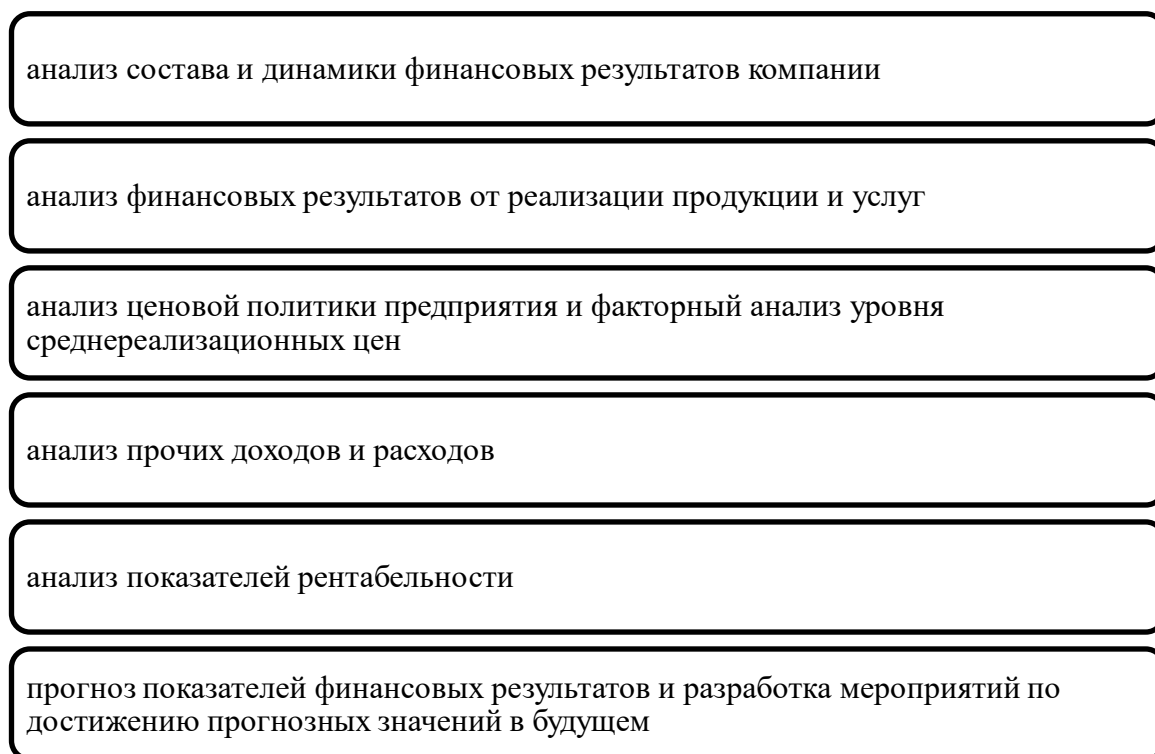 анализ состава и динамики финансовых результатов компании
анализ финансовых результатов от реализации продукции и услуг
анализ ценовой политики предприятия и факторный анализ уровня
среднереализационных цен
анализ прочих доходов и расходов
анализ показателей рентабельности
прогноз показателей финансовых результатов и разработка мероприятий по
достижению прогнозных значений в будущем